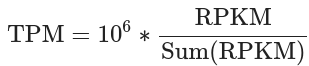 TPM = 10^6 * RPKM / Sum(RPKM)